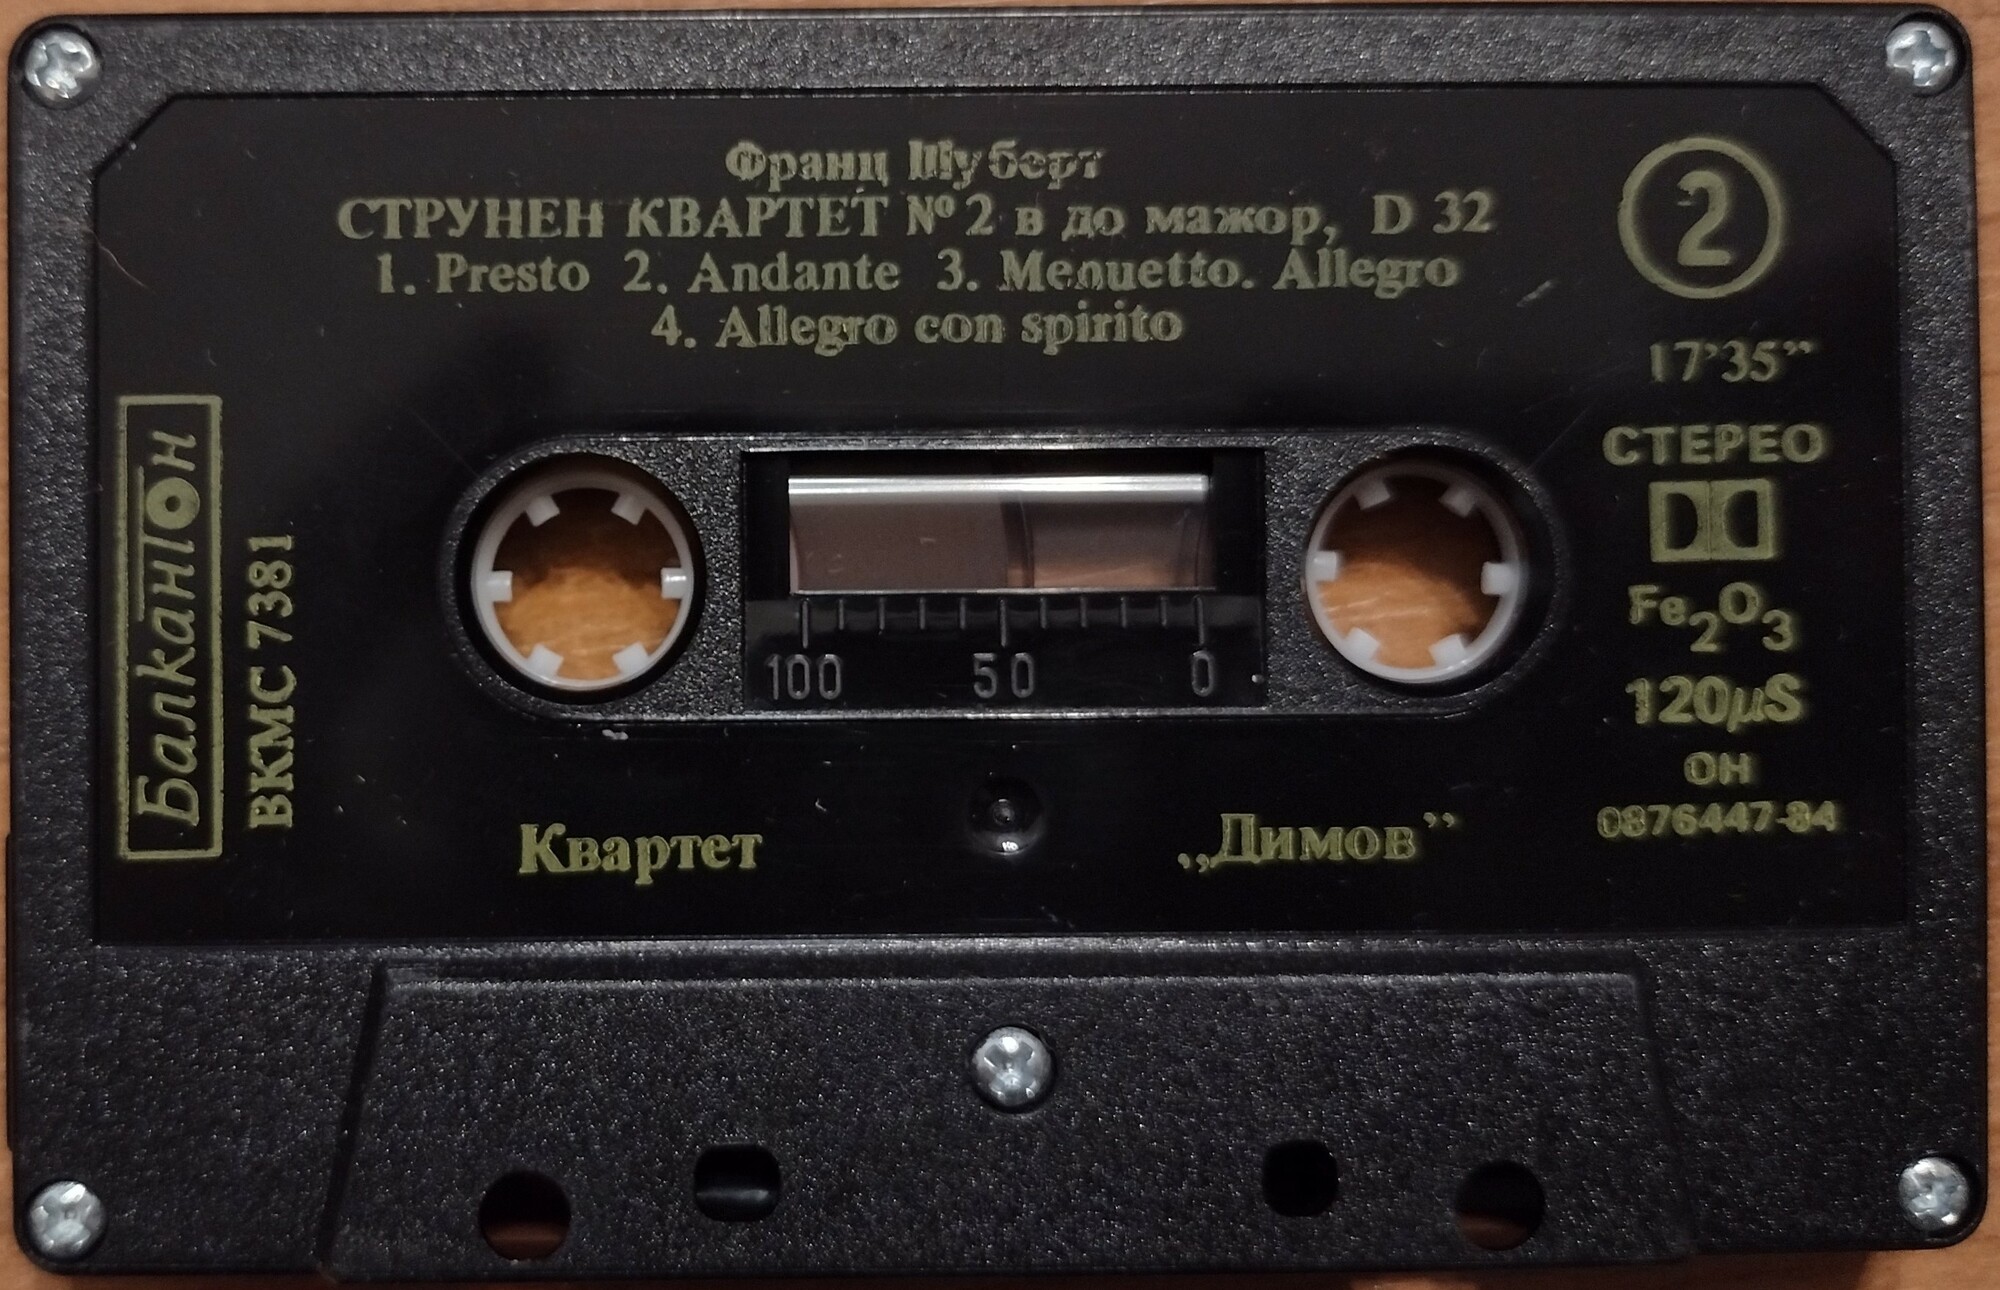 Франц Шуберт
СТРУНЕН КВАРТЕТ № 2 в до мажор, D 32
1. Presto 2. Andante 3. Menuetto. Allegro
4. Allegro con spirito
2
17’35”
СТЕРЕО
Fe2O3
120µS
ОН
0876447-84
Балкантон
ВКМС 7381
100 50 0
Квартет „Димов”